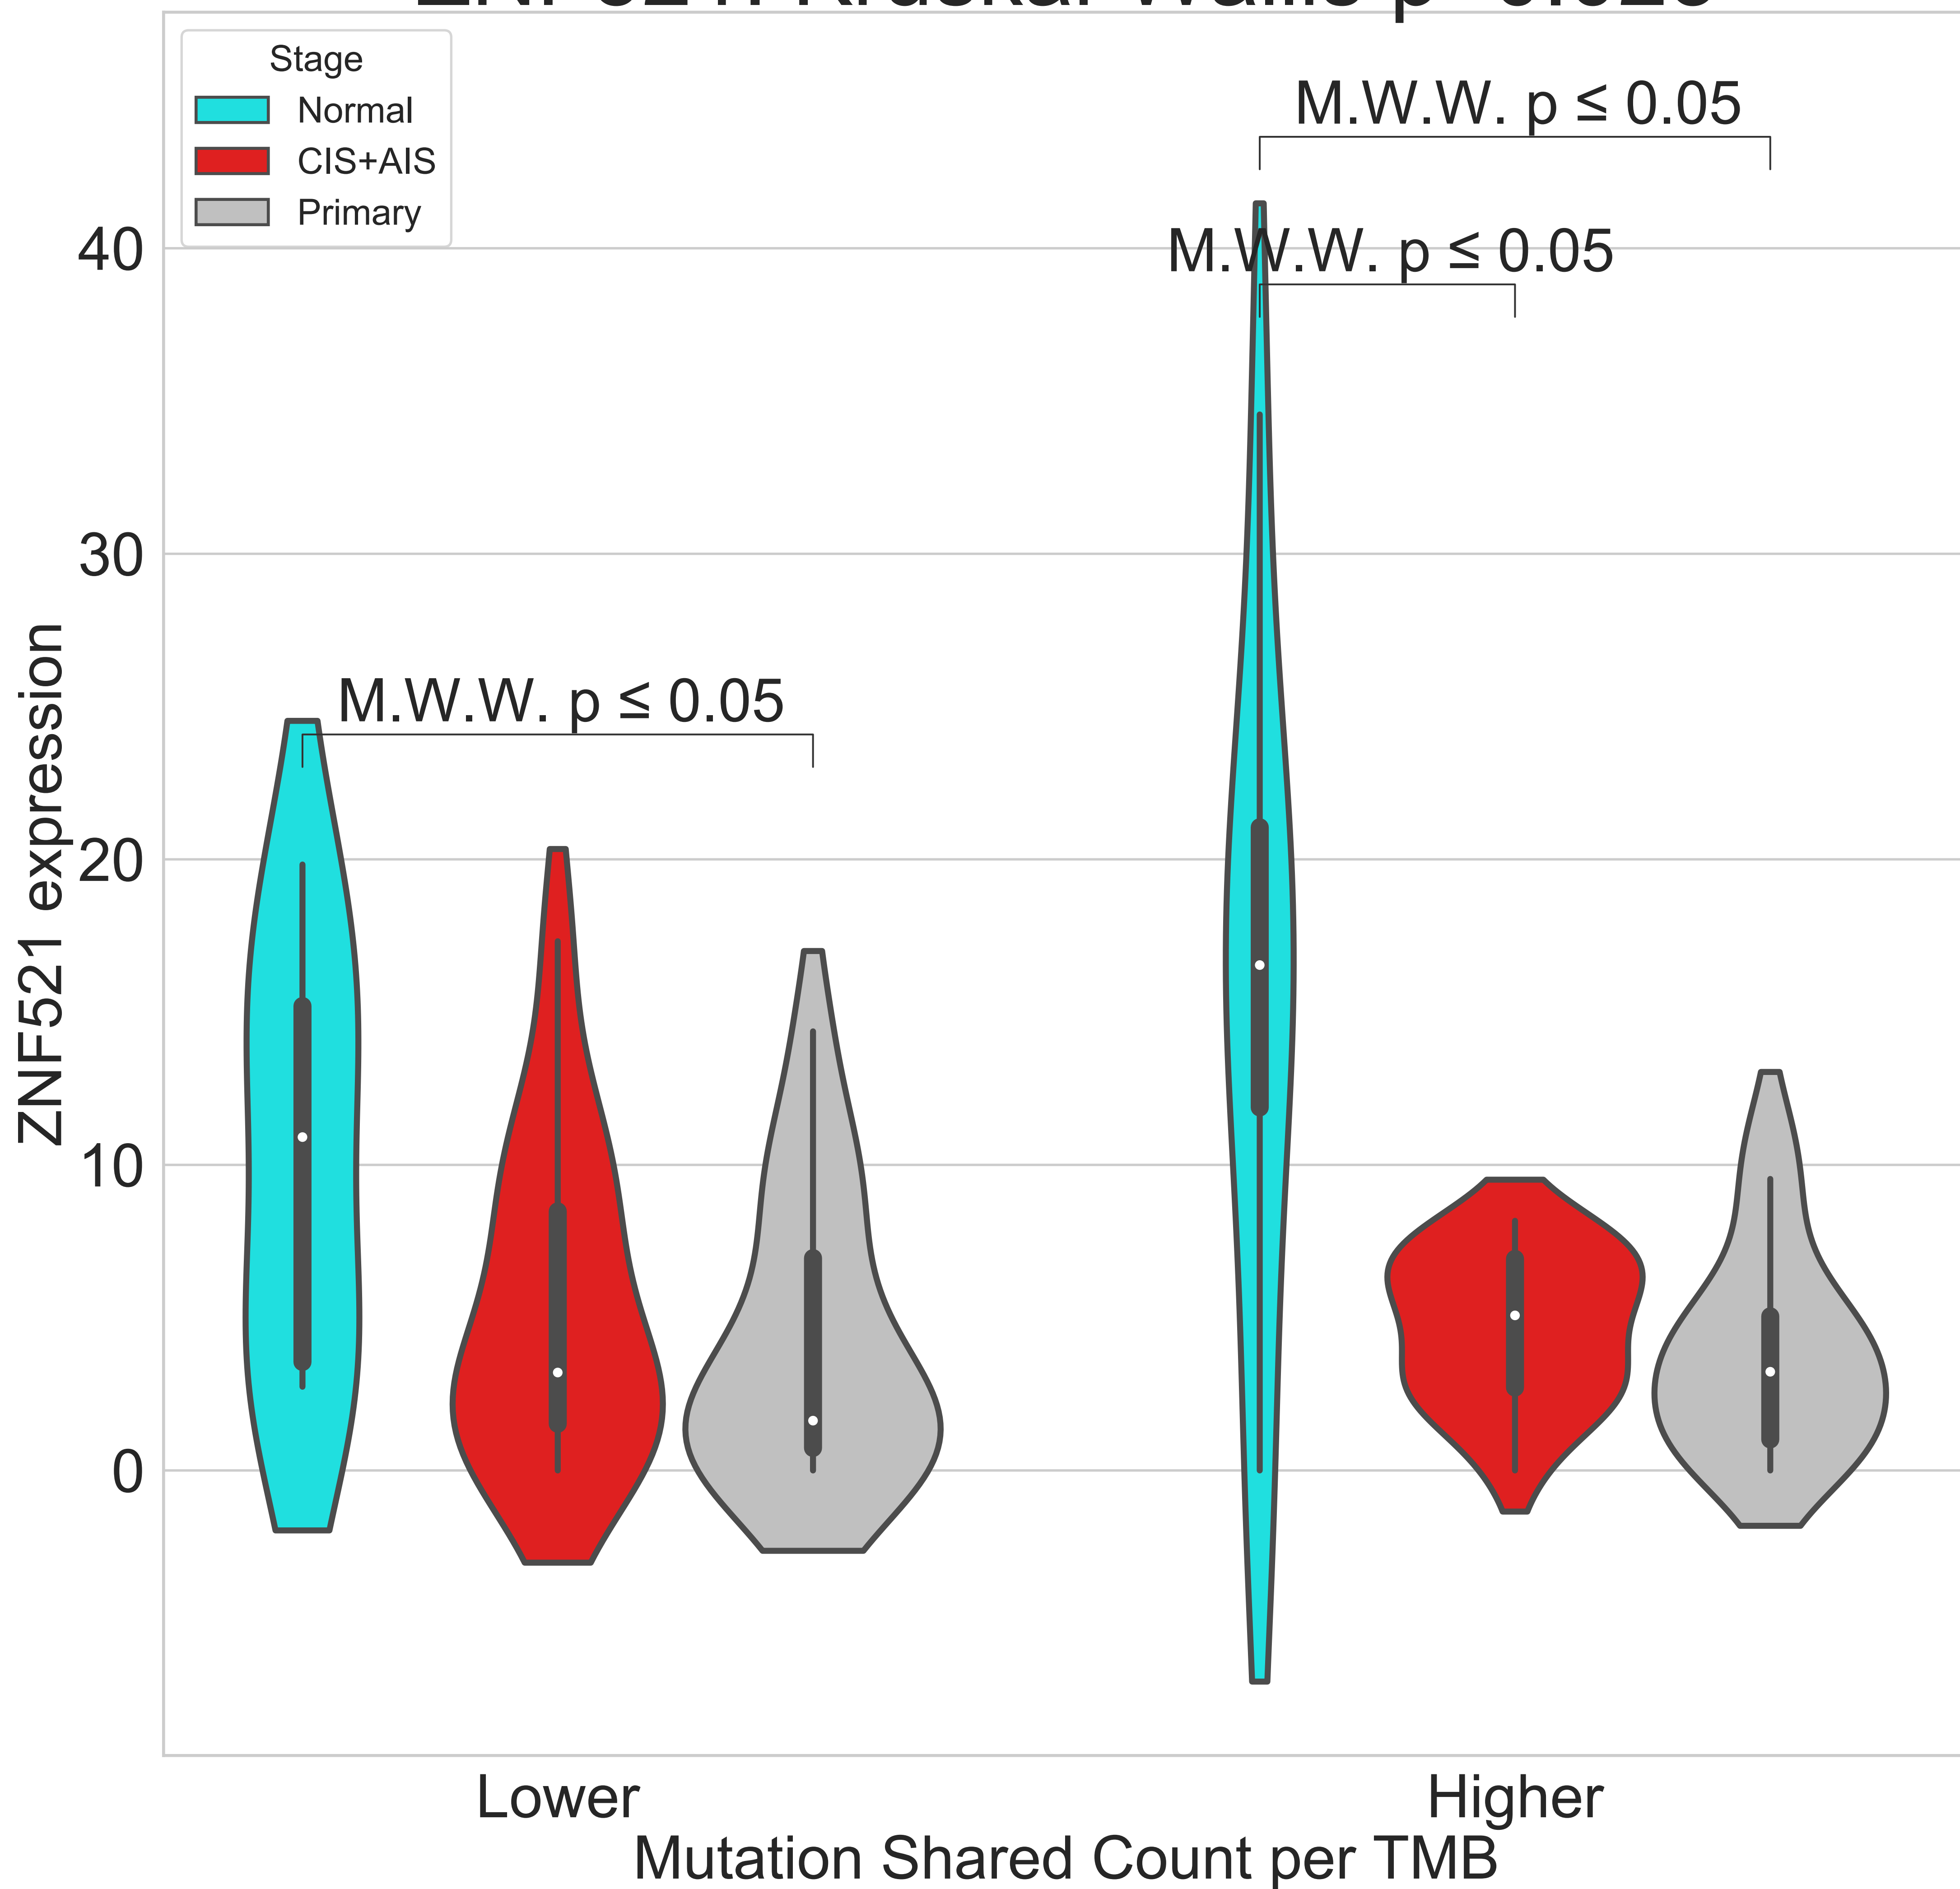 Stage
Normal
CIS+AIS
Primary
M.W.W. p ≤ 0.05
M.W.W. p ≤ 0.05
M.W.W. p ≤ 0.05
40
30
20
10
0
ZNF521 expression
Lower
Higher
Mutation Shared Count per TMB